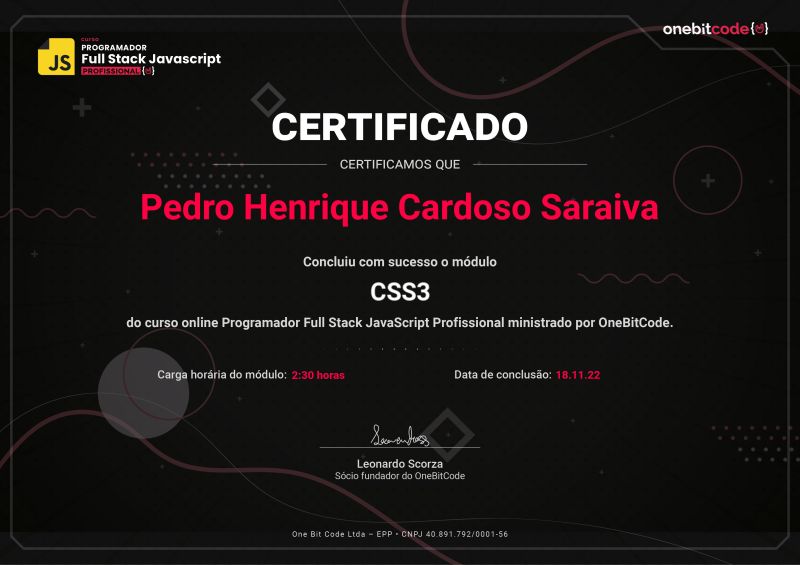 curso
PROGRAMADOR
Full Stack Javascript
PROFISSIONAL
JS
onebitcode
CERTIFICADO
CERTIFICAMOS QUE
Pedro Henrique Cardoso Saraiva
Concluiu com sucesso o módulo
CSS3
do curso online Programador Full Stack JavaScript Profissional ministrado por OneBitCode.
Carga horária do módulo: 2:30 horas
Data de conclusão: 18.11.22
Leonardo Scorza
Sócio fundador do OneBitCode
One Bit Code Ltda – EPP • CNPJ 40.891.792/0001-56